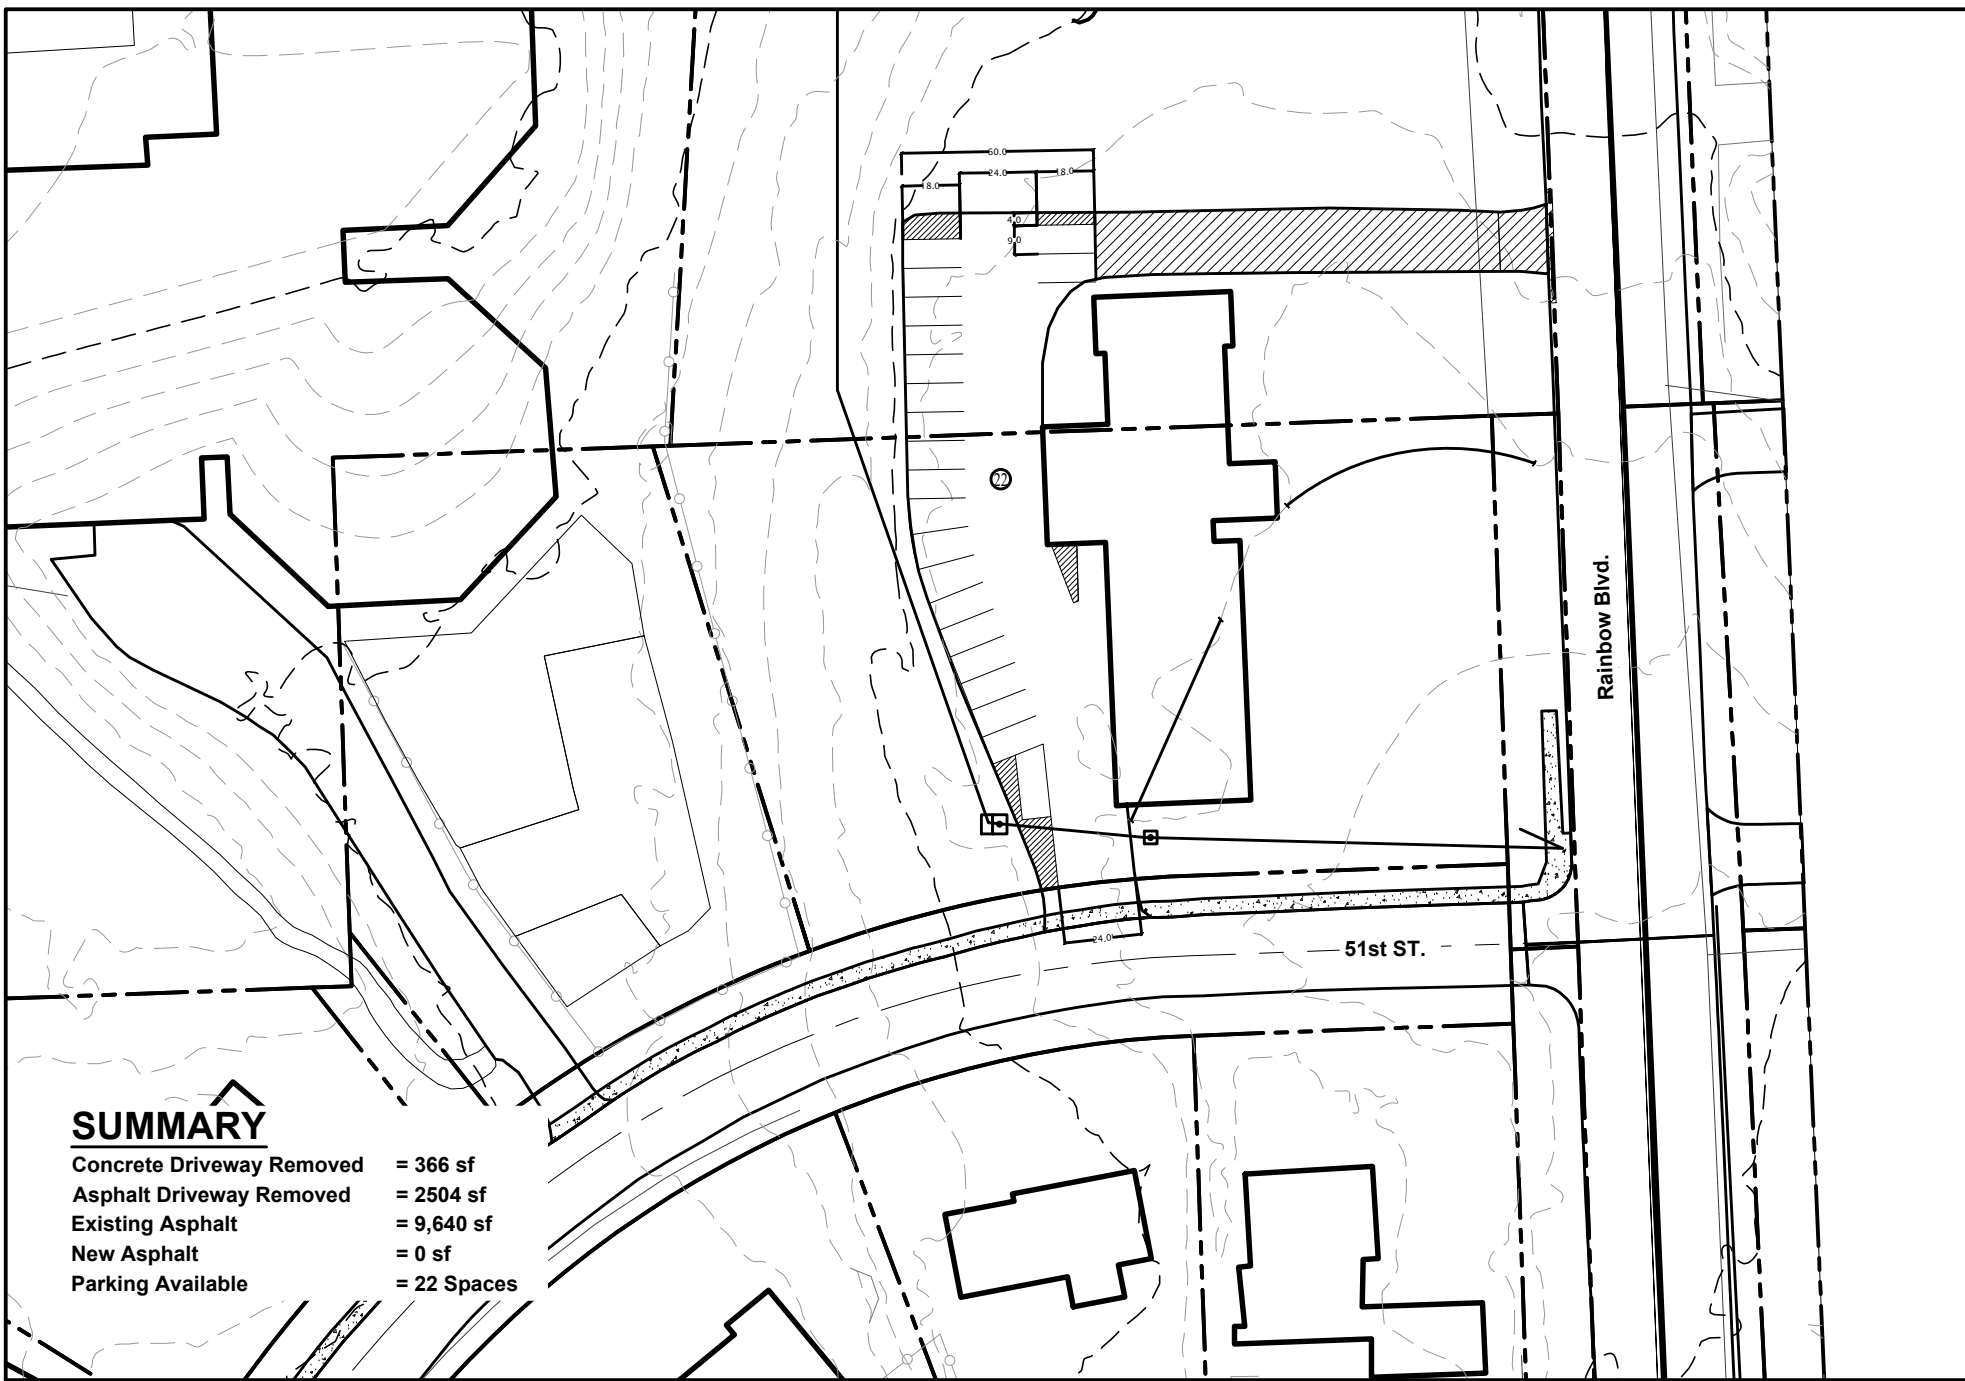 60.0
24.0
18.0
18.0
4.0
9.0
22
Rainbow Blvd.
24.0
51st ST.
SUMMARY
Concrete Driveway Removed = 366 sf
Asphalt Driveway Removed = 2504 sf
Existing Asphalt = 9,640 sf
New Asphalt = 0 sf
Parking Available = 22 Spaces